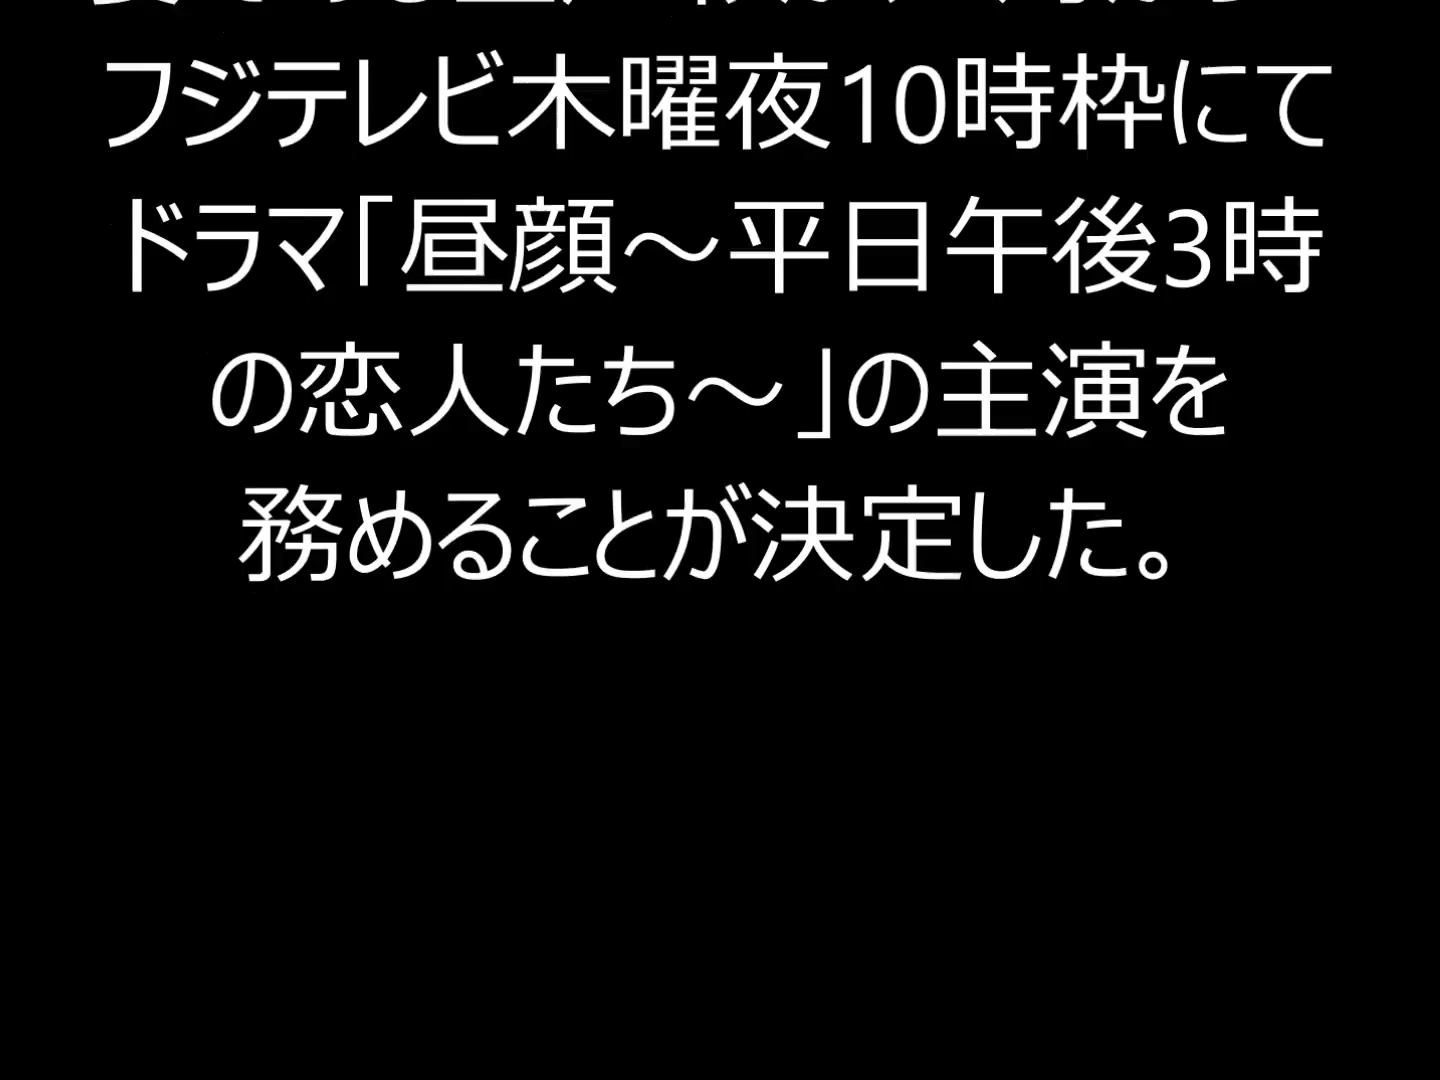 フジテレビ木曜夜10時枠にて
ドラマ「昼顔～平日午後3時
の恋人たち～」の主演を
務めることが決定した。